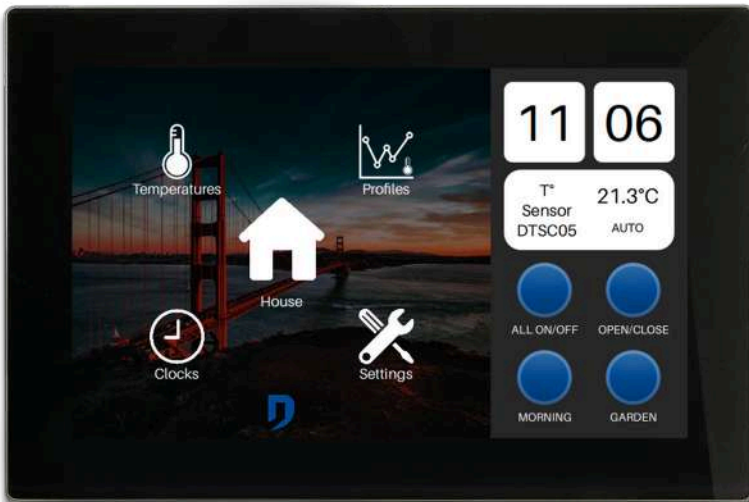 Temperatures
Profiles
House
Clocks
Settings
11 06
T°
Sensor
DTSC05
21.3°C
AUTO
ALL ON/OFF
OPEN/CLOSE
MORNING
GARDEN